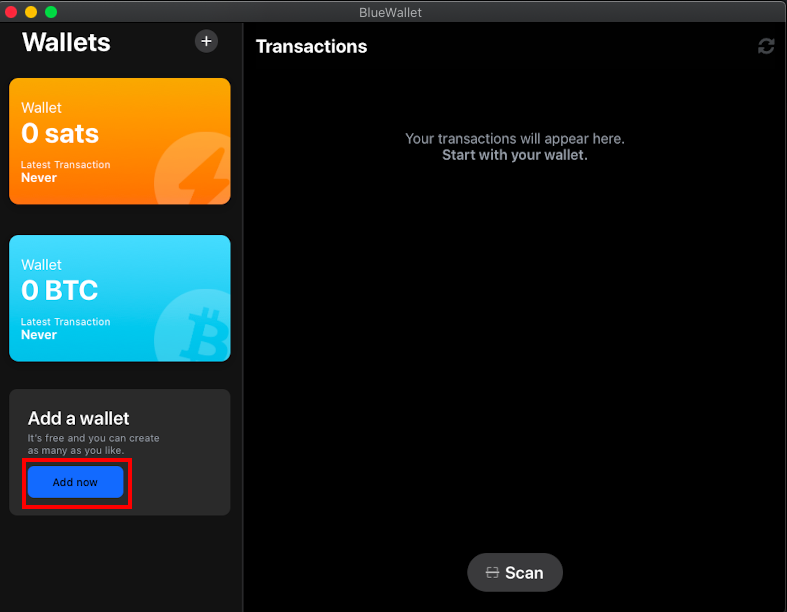 BlueWallet
Wallets
+
Transactions
Wallet
0 sats
Latest Transaction
Never
Your transactions will appear here.
Start with your wallet.
Wallet
0 BTC
Latest Transaction
Never
Add a wallet
It's free and you can create
as many as you like.
Add now
Scan